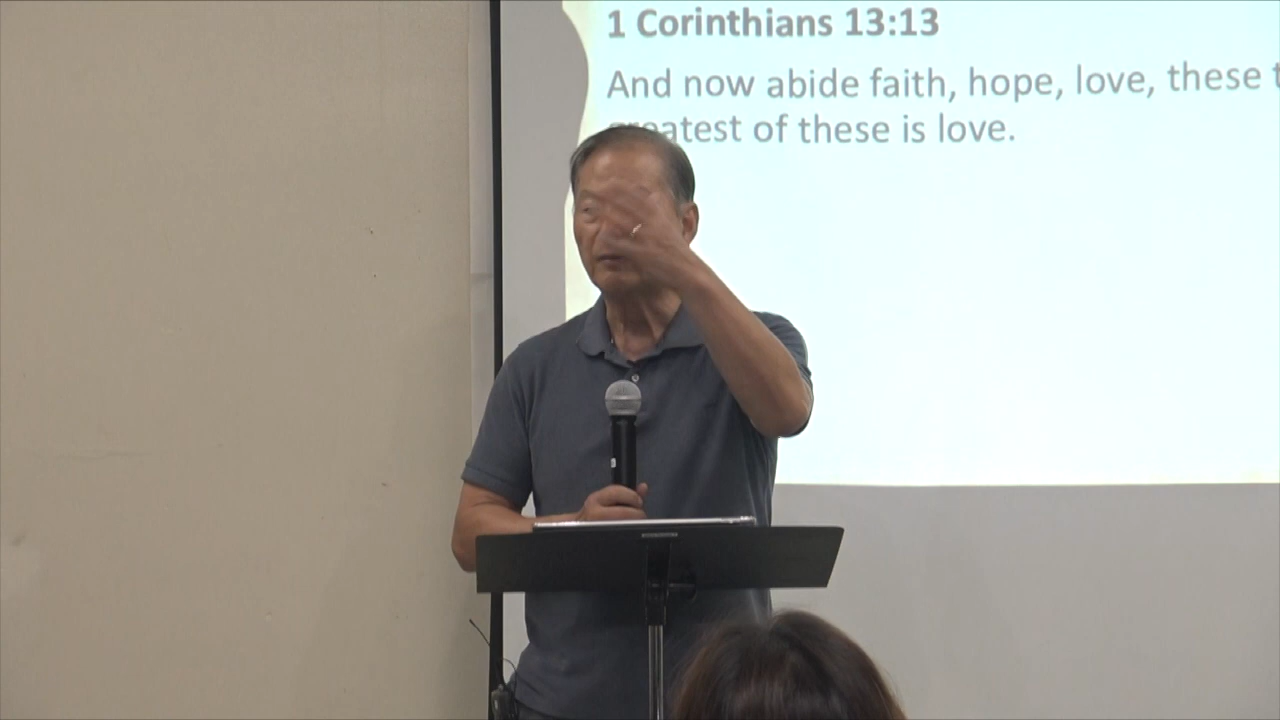 1 Corinthians 13:13
And now abide faith, hope, love, these
greatest of these is love.